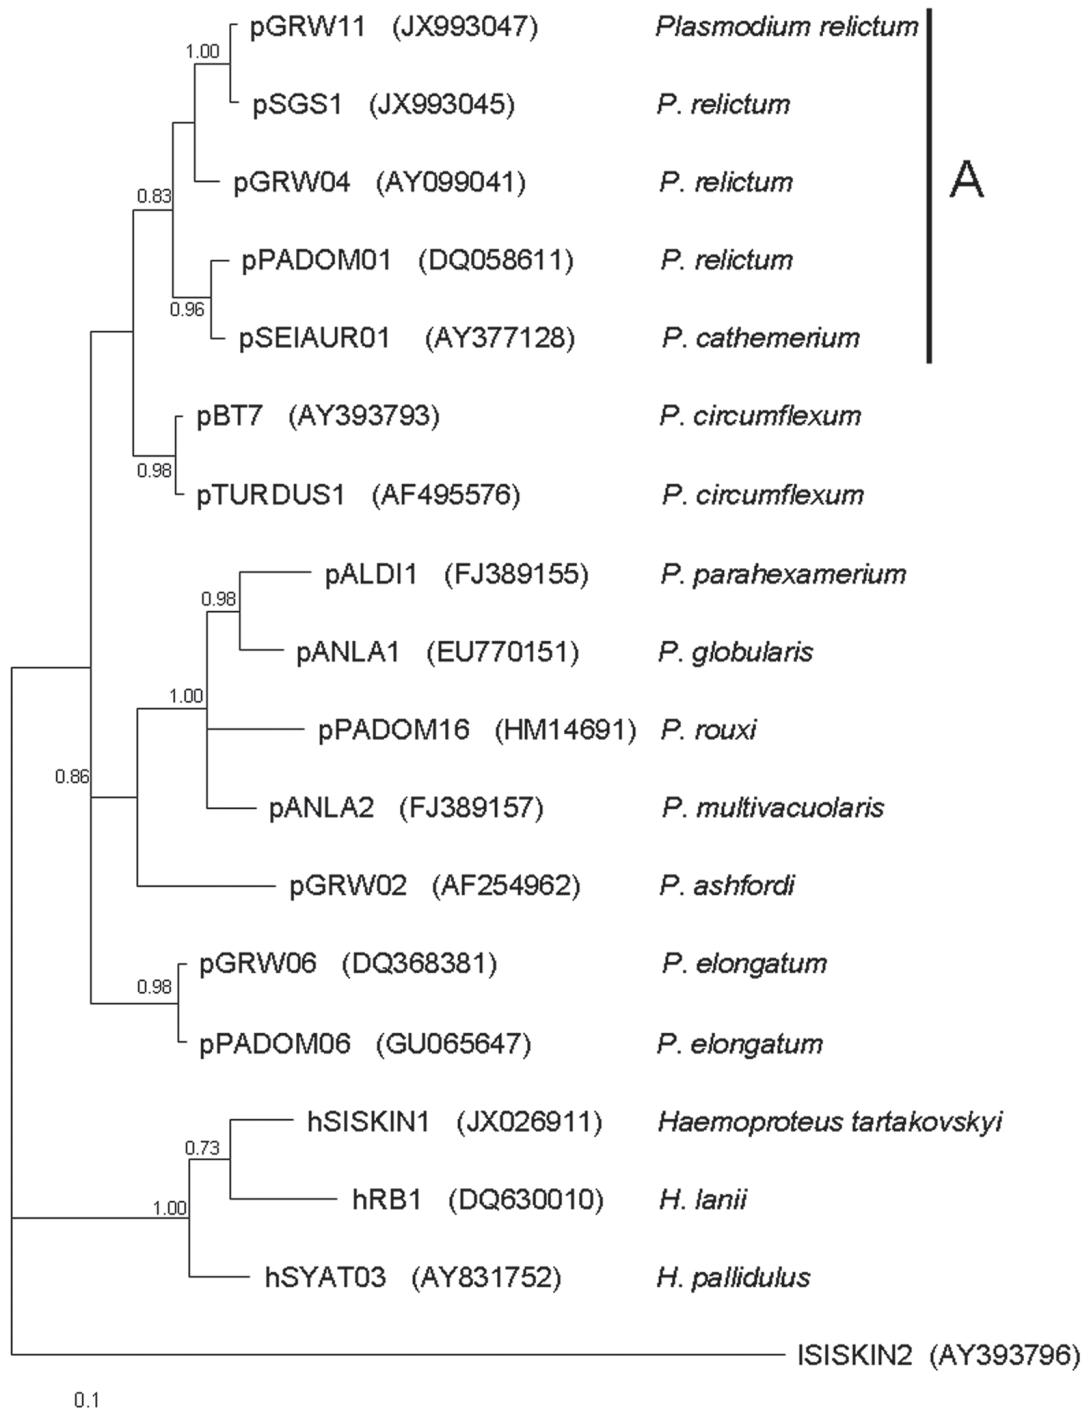 pGRW11 (JX993047) Plasmodium relictum
1.00
pSGS1 (JX993045) P. relictum
A
pGRW04 (AY099041) P. relictum
0.83
pPADOM01 (DQ058611) P. relictum
0.96
pSEIAUR01 (AY377128) P. cathemerium
pBT7 (AY393793) P. circumflexum
0.98
pTURDUS1 (AF495576) P. circumflexum
pALDI1 (FJ389155) P. parahexamerium
0.98
pANLA1 (EU770151) P. globularis
1.00
pPADOM16 (HM14691) P. rouxi
0.86
pANLA2 (FJ389157) P. multivacuolaris
pGRW02 (AF254962) P. ashfordi
pGRW06 (DQ368381) P. elongatum
0.98
pPADOM06 (GU065647) P. elongatum
hSISKIN1 (JX026911) Haemoproteus tartakovskyi
0.73
hRB1 (DQ630010) H. lanii
1.00
hSYAT03 (AY831752) H. pallidulus
lSISKIN2 (AY393796)
0.1